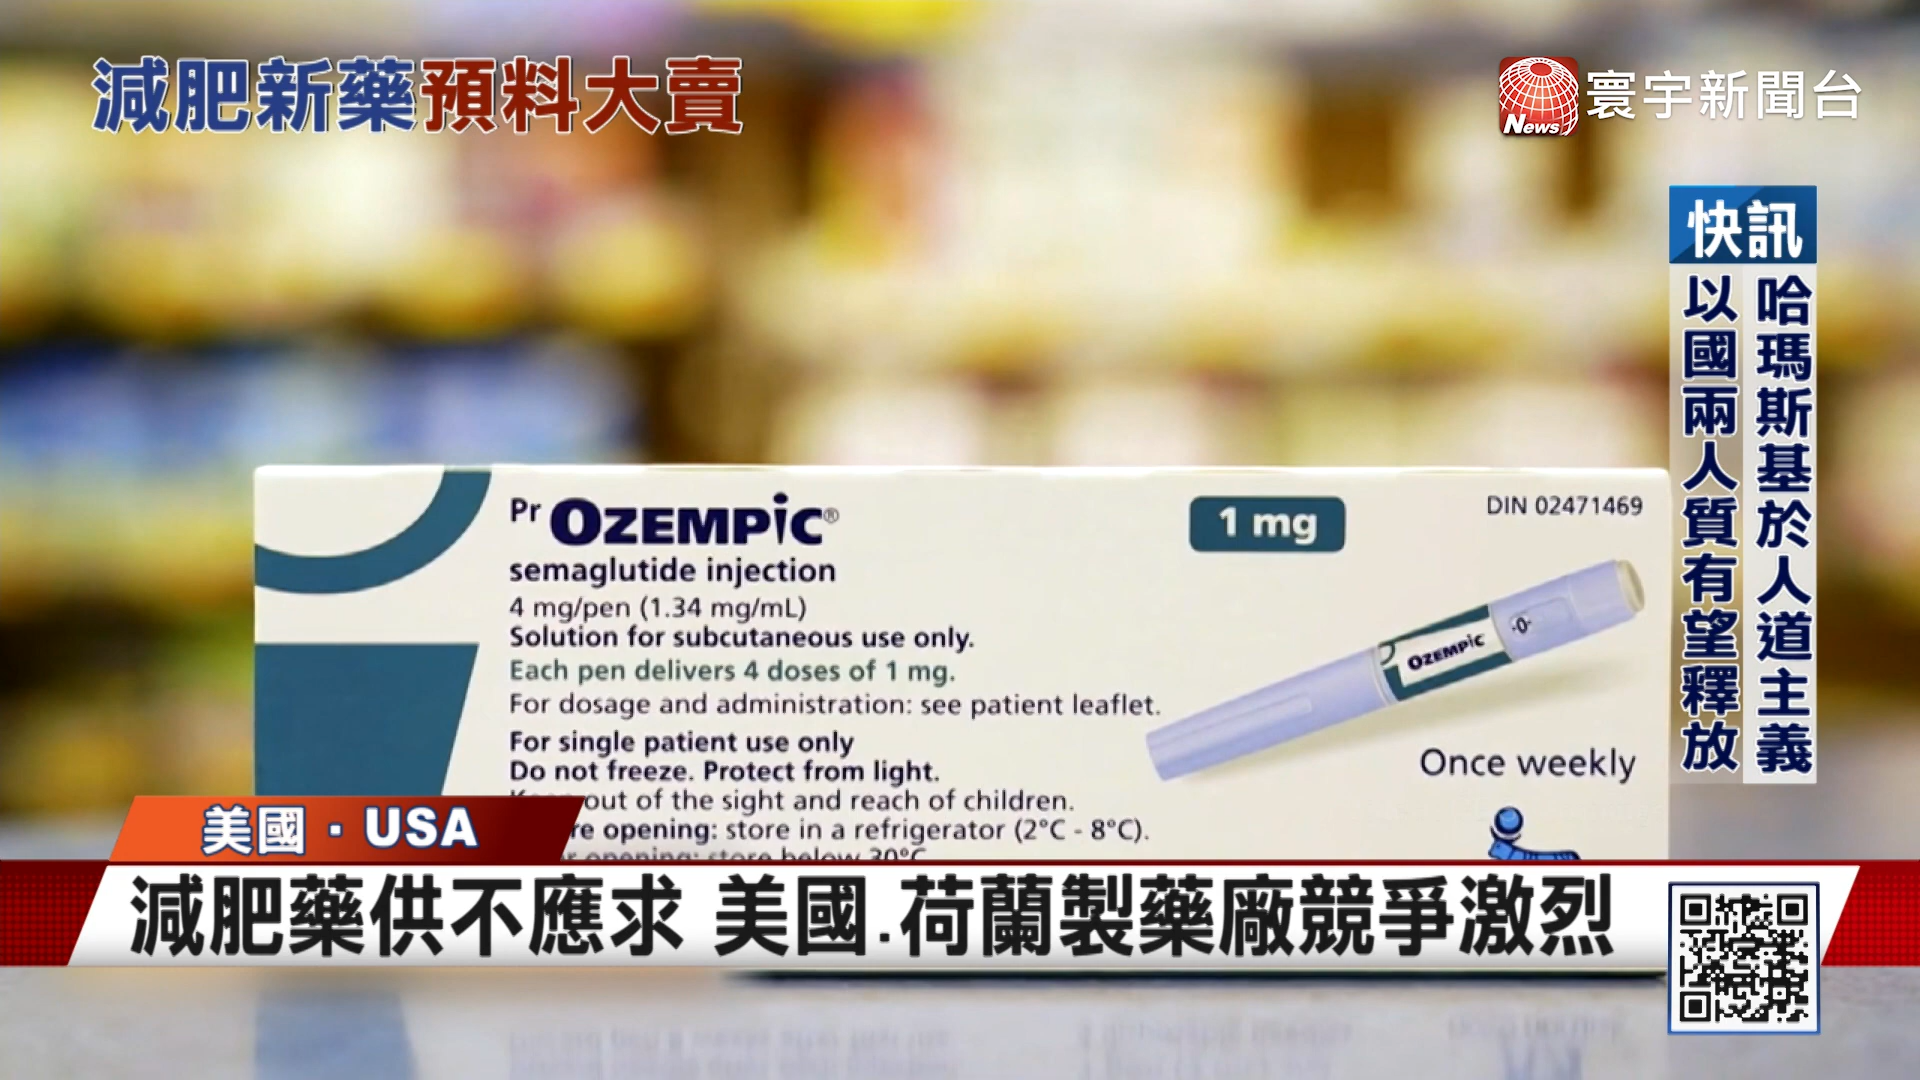 減肥新藥預料大賣
News
寰宇新聞台
快訊
哈瑪斯基於人道主義
以國兩人質有望釋放
Pr OZEMPIC®
semaglutide injection
4 mg/pen (1.34 mg/mL)
Solution for subcutaneous use only.
Each pen delivers 4 doses of 1 mg.
For dosage and administration: see patient leaflet.
For single patient use only
Do not freeze. Protect from light.
Keep out of the sight and reach of children.
opening: store in a refrigerator (2°C - 8°C).
opening: store below 30°C
1 mg
DIN 02471469
OZEMPIC
-0-
Once weekly
美國·USA
減肥藥供不應求 美國.荷蘭製藥廠競爭激烈